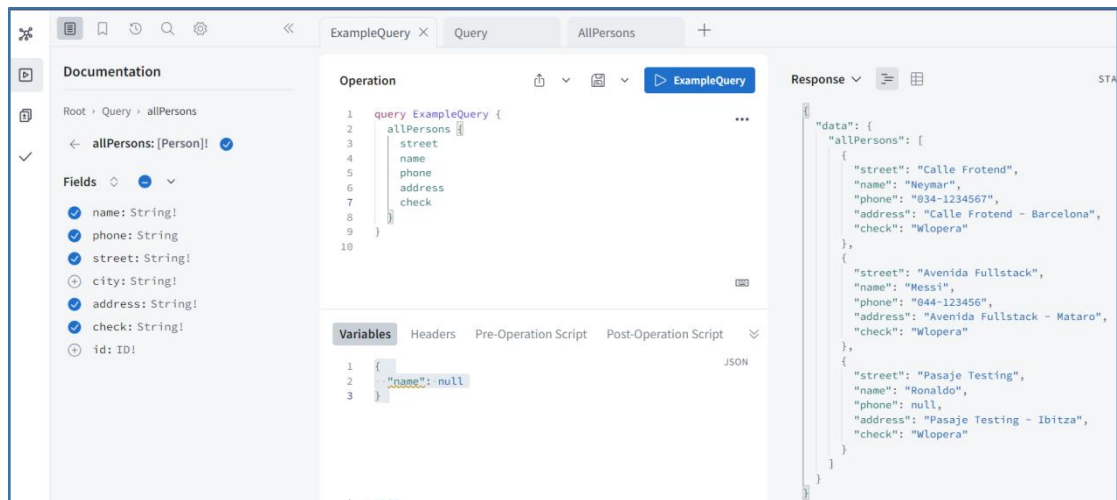 ExampleQuery
Query
AllPersons
Documentation
Root › Query › allPersons
allPersons: [Person]!
Fields
name: String!
phone: String
street: String!
city: String!
address: String!
check: String!
id: ID!
Operation
ExampleQuery
1 query ExampleQuery {
2 allPersons {
3 street
4 name
5 phone
6 address
7 check
8 }
9 }
10
Variables Headers Pre-Operation Script Post-Operation Script
JSON
1 {
2 "name": null
3 }
Response
STA
{
"data": {
"allPersons": [
{
"street": "Calle Frotend",
"name": "Neymar",
"phone": "034-1234567",
"address": "Calle Frotend - Barcelona",
"check": "Wlopera"
},
{
"street": "Avenida Fullstack",
"name": "Messi",
"phone": "044-123456",
"address": "Avenida Fullstack - Mataro",
"check": "Wlopera"
},
{
"street": "Pasaje Testing",
"name": "Ronaldo",
"phone": null,
"address": "Pasaje Testing - Ibitza",
"check": "Wlopera"
}
]
}
}